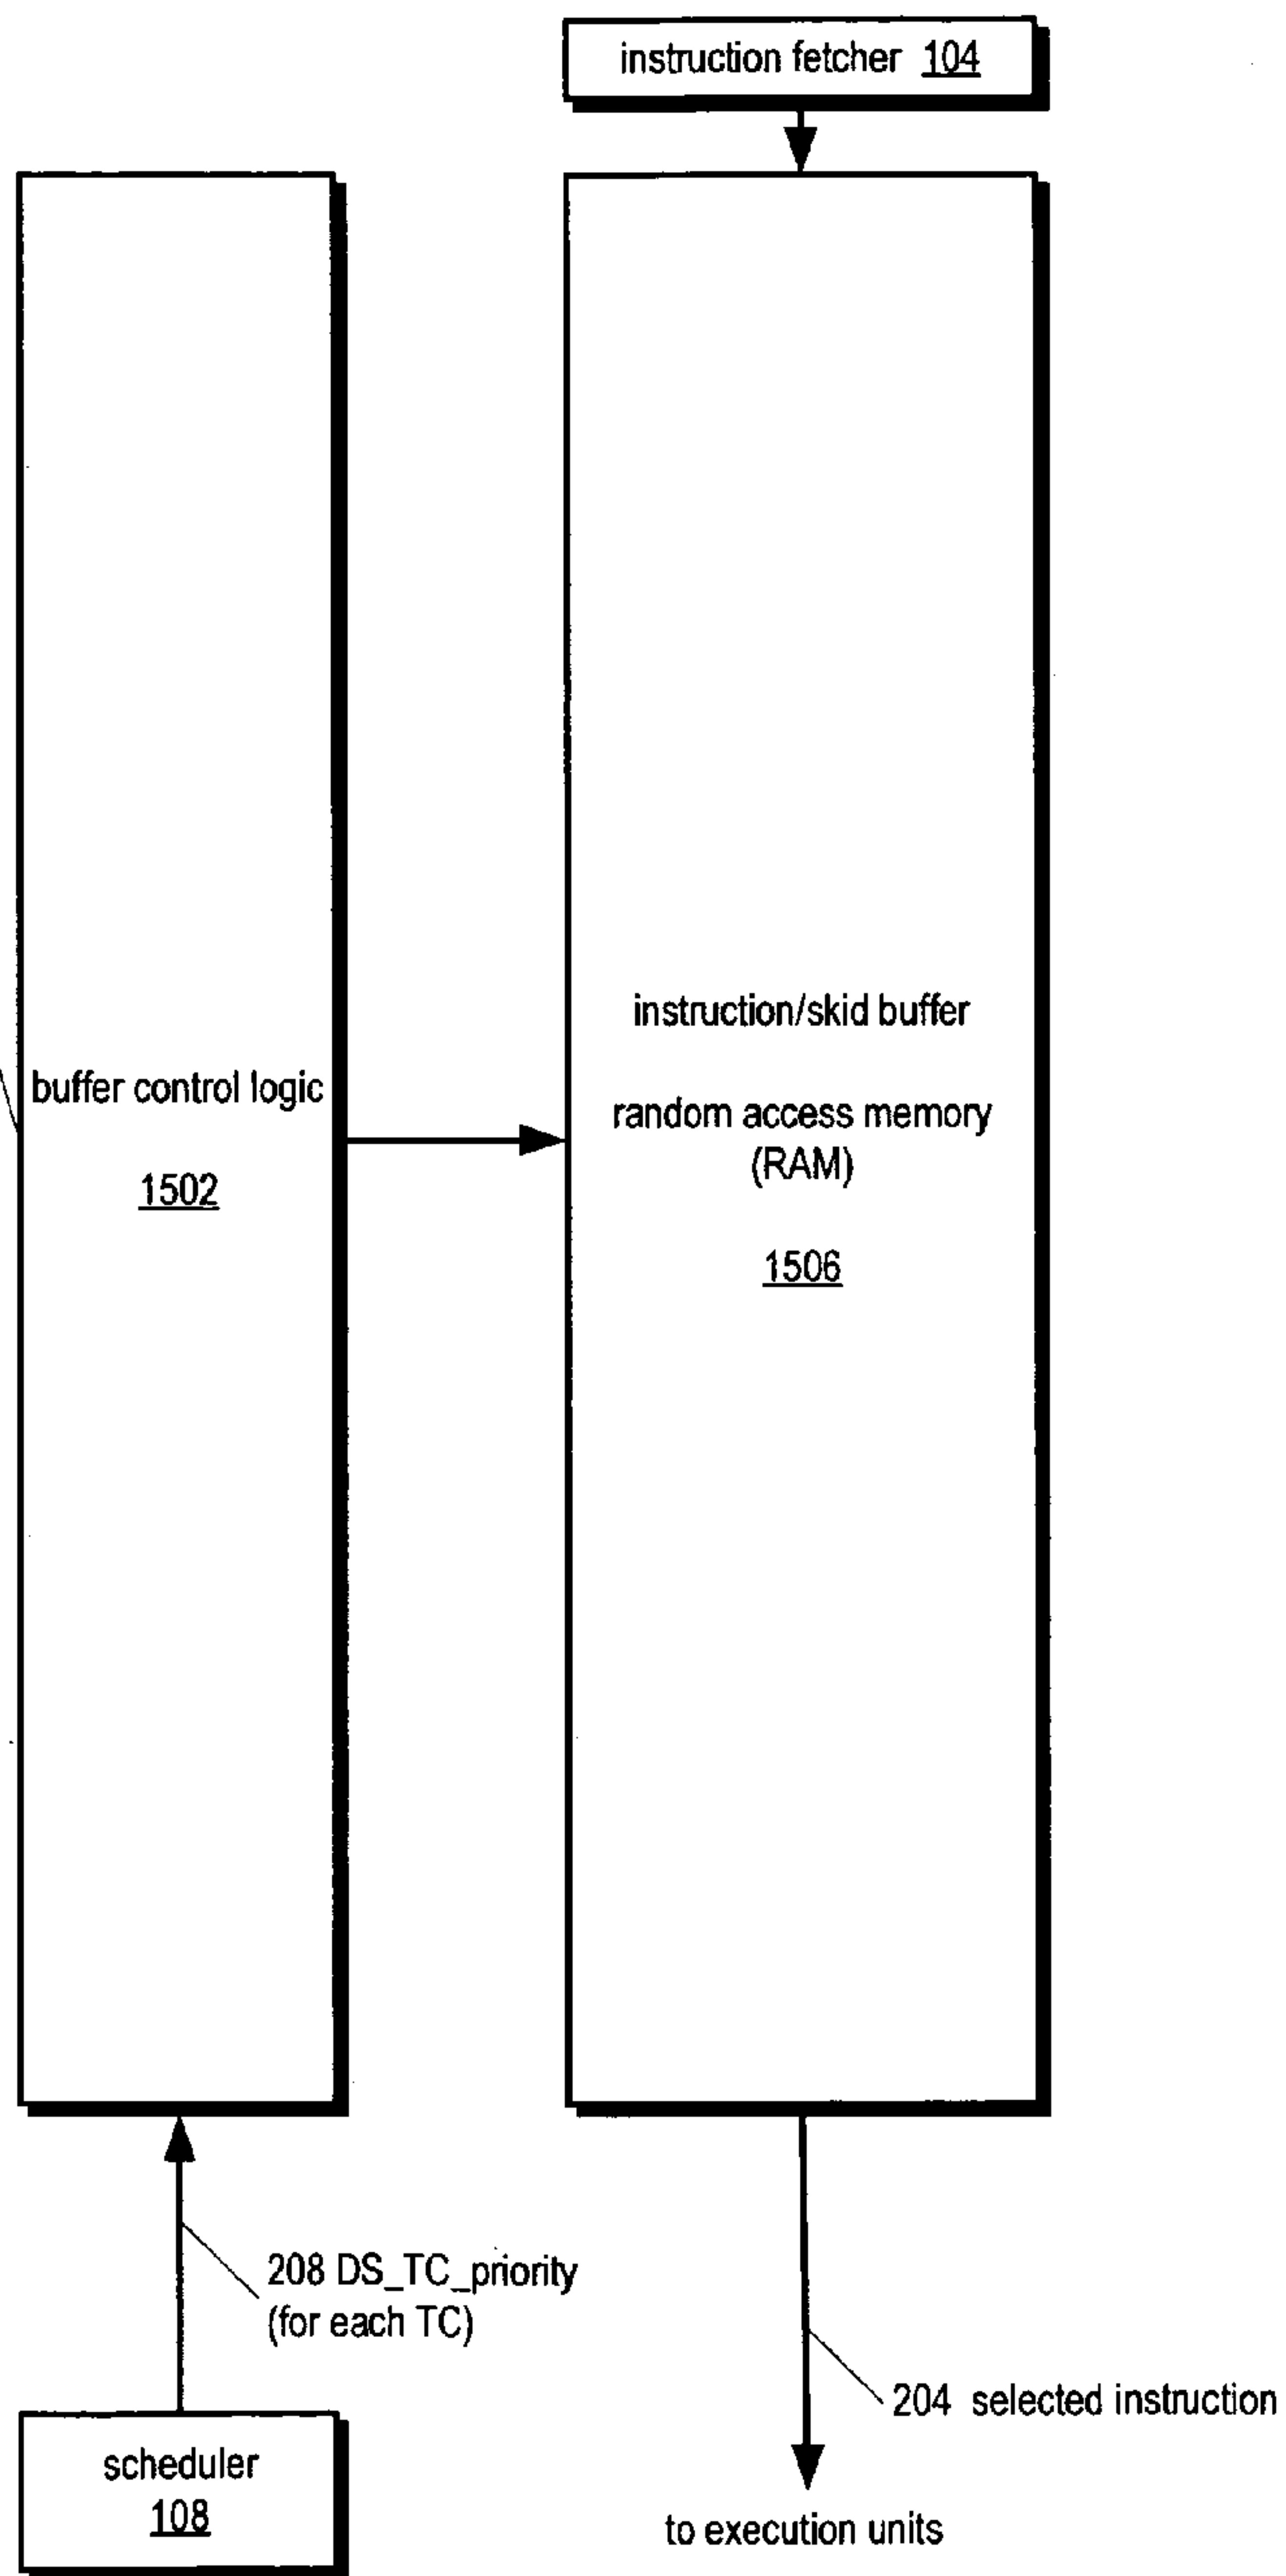 instruction fetcher 104
buffer control logic
1502
instruction/skid buffer
random access memory
(RAM)
1506
208 DS_TC_priority
(for each TC)
204 selected instruction
scheduler
108
to execution units